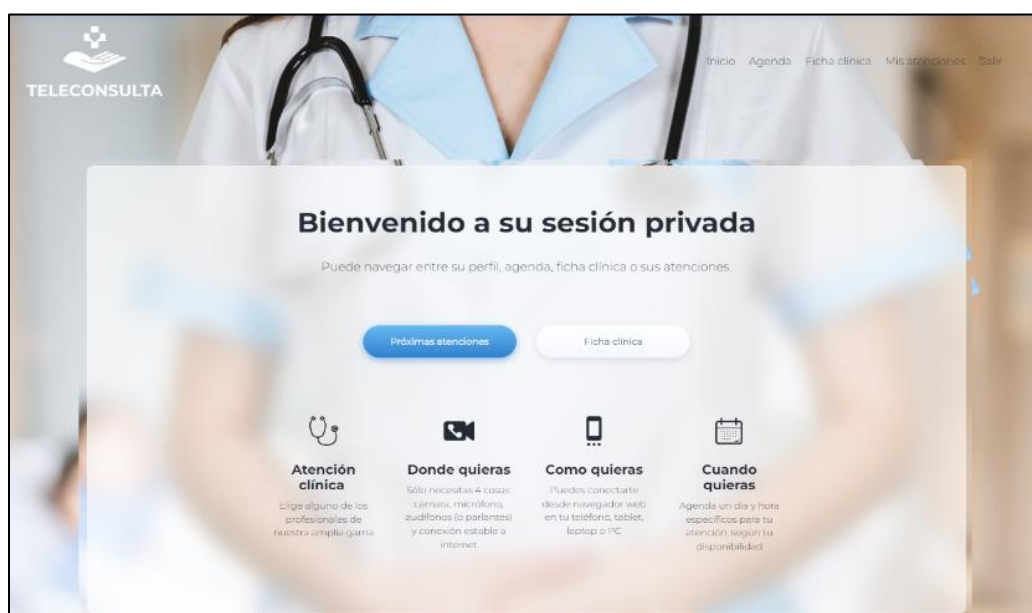 TELECONSULTA
Inicio Agenda Ficha clínica Mis atenciones Salir
Bienvenido a su sesión privada
Puede navegar entre su perfil, agenda, ficha clínica o sus atenciones.
Próximas atenciones
Ficha clínica
Atención
clínica
Elige alguno de los
profesionales de
nuestra amplia gama
Donde quieras
Sólo necesitas 4 cosas:
cámara, micrófono,
audífonos (o parlantes)
y conexión estable a
internet
Como quieras
Puedes conectarte
desde navegador web
en tu teléfono, tablet,
laptop o PC
Cuando
quieras
Agenda un día y hora
específicos para tu
atención, según tu
disponibilidad